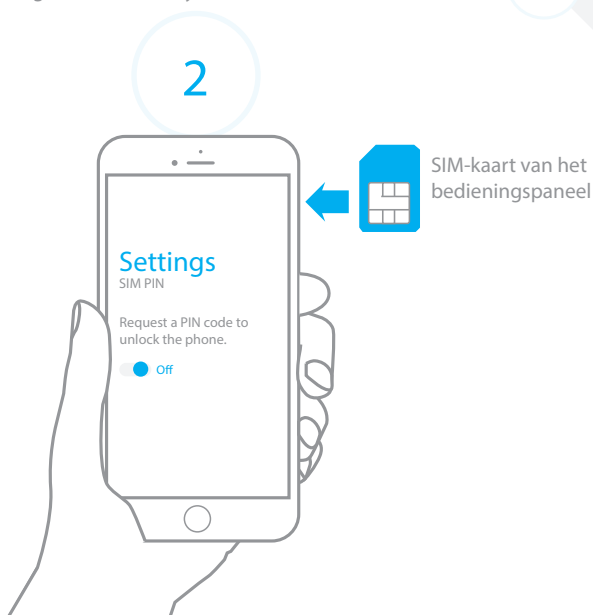 2
SIM-kaart van het
bedieningspaneel
Settings
SIM PIN
Request a PIN code to
unlock the phone.
Off